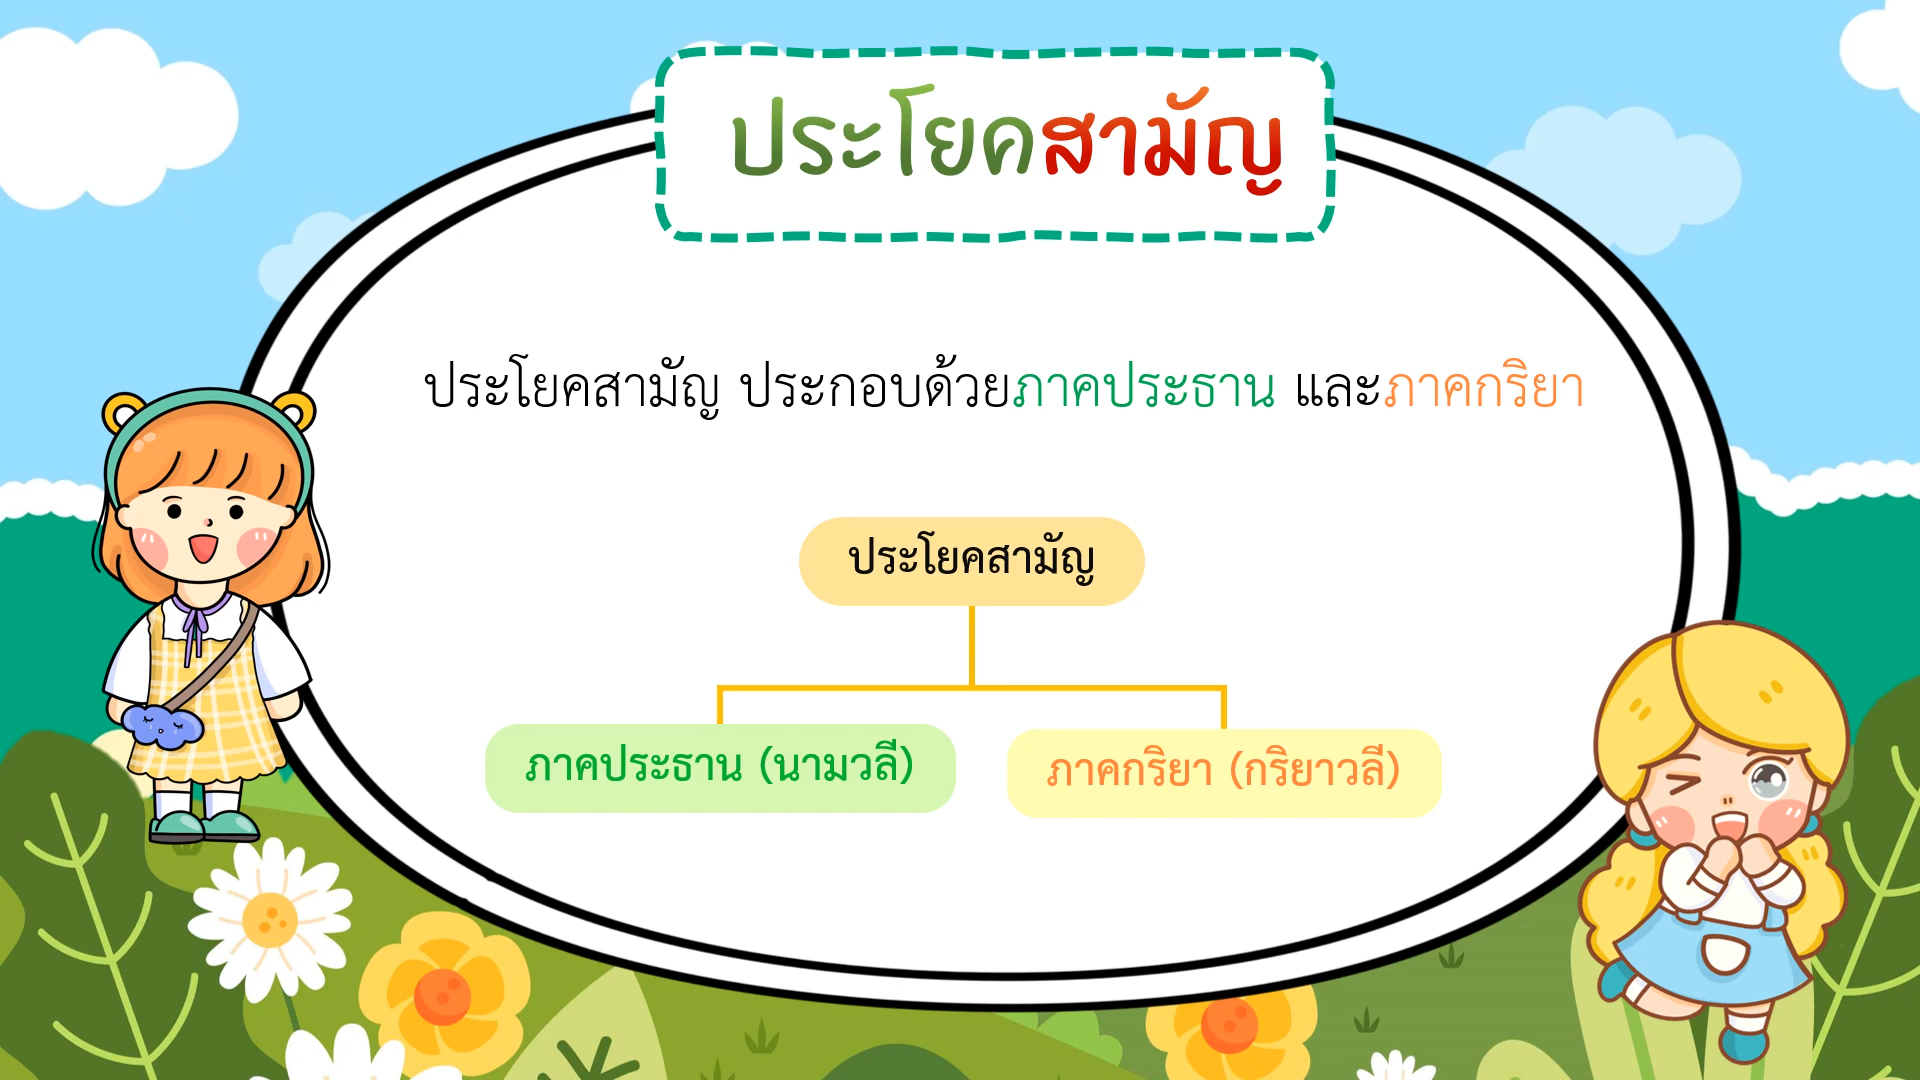 ประโยคสามัญ
ประโยคสามัญ ประกอบด้วยภาคประธาน และภาคกริยา
ประโยคสามัญ
ภาคประธาน (นามวลี)
ภาคกริยา (กริยาวลี)